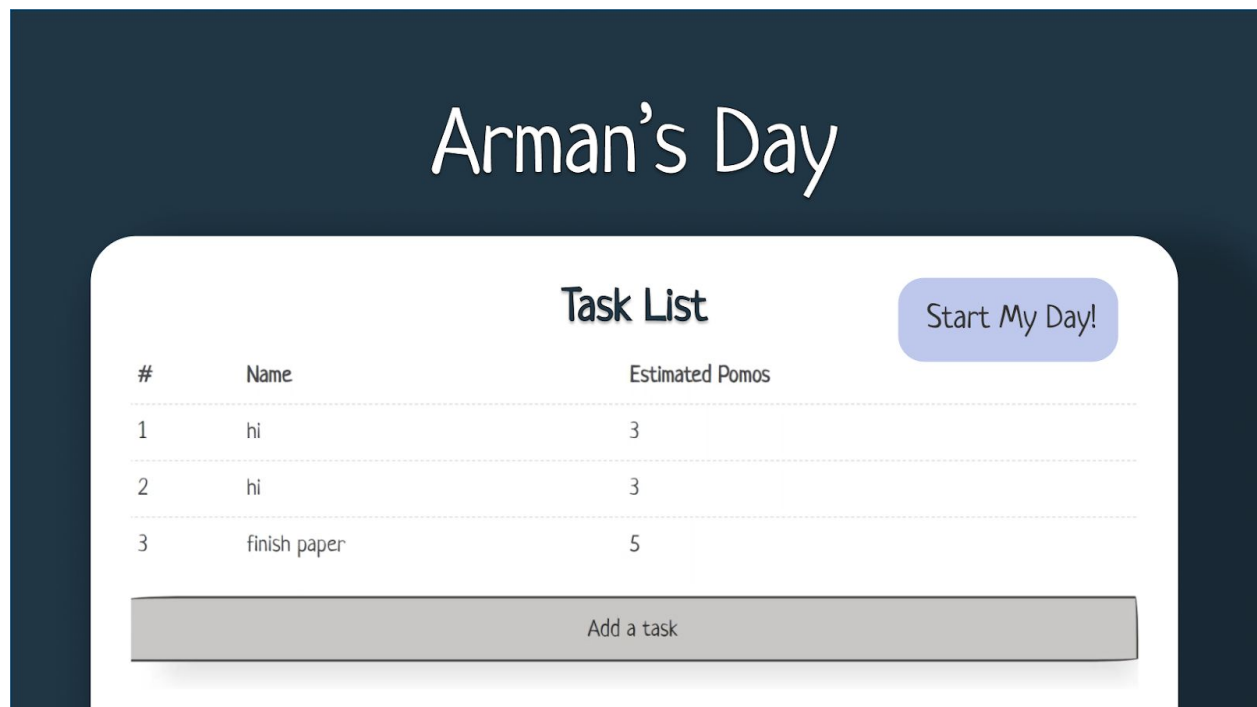 Arman's Day
Task List
Start My Day!
# Name Estimated Pomos
1 hi 3
2 hi 3
3 finish paper 5
Add a task